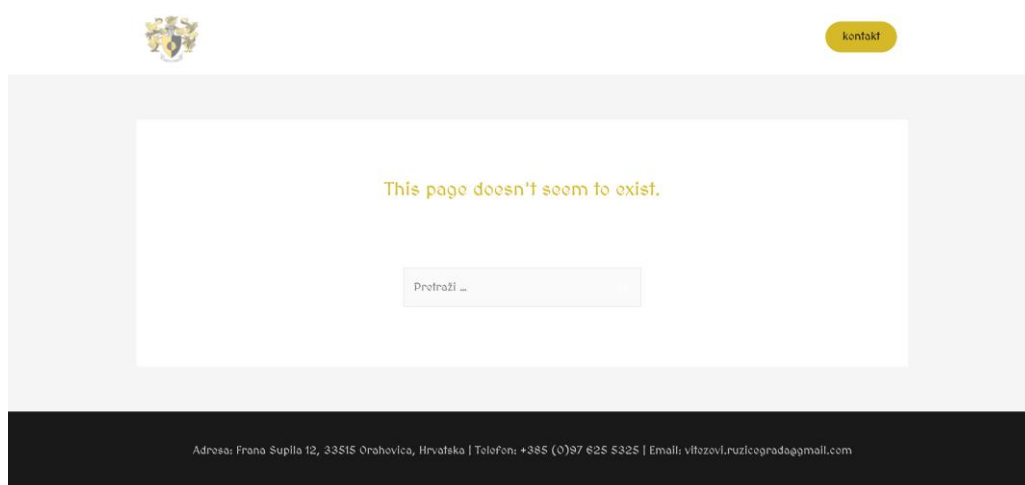 kontakt
This page doesn't seem to exist.
Pretraži ...
Adresa: Frana Supila 12, 33515 Orahovica, Hrvatska | Telefon: +385 (0)97 625 5325 | Email: vitezovi.ruzicograda@gmail.com